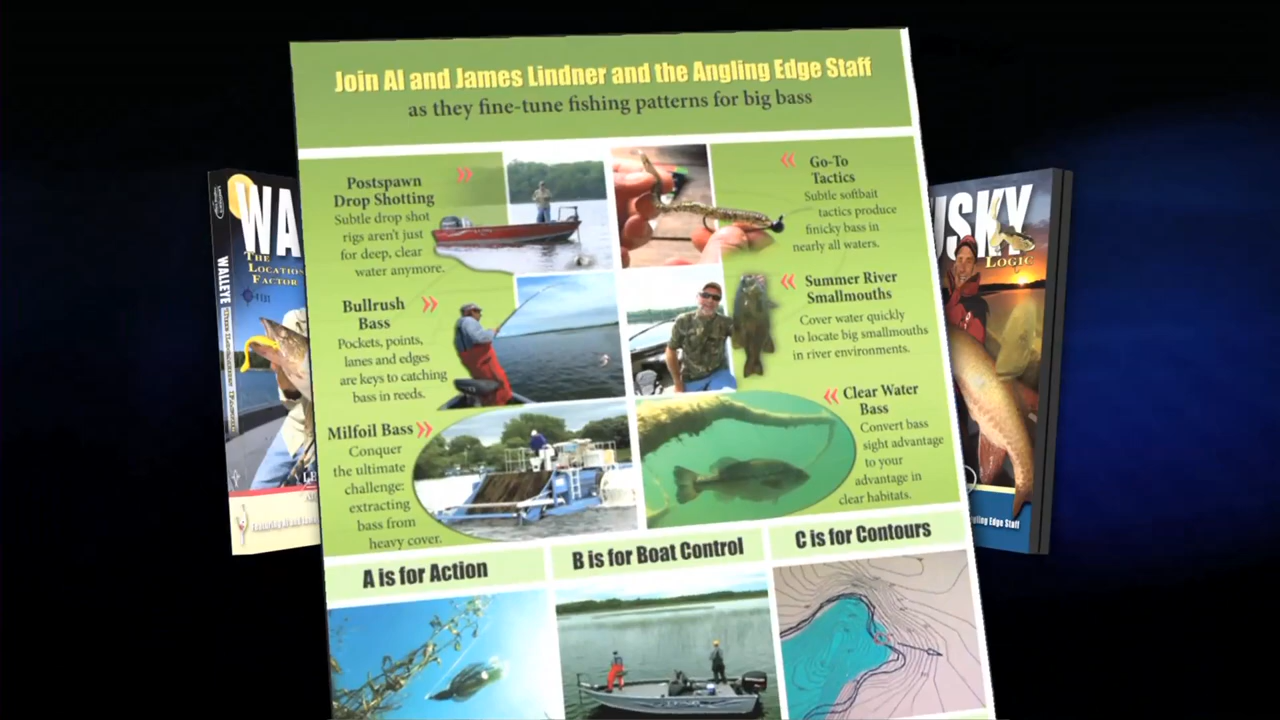 Join Al and James Lindner and the Angling Edge Staff
as they fine-tune fishing patterns for big bass
Postspawn
Drop Shotting
Subtle drop shot
rigs aren't just
for deep, clear
water anymore.
Go-To
Tactics
Subtle softbait
tactics produce
finicky bass in
nearly all waters.
Bullrush
Bass
Pockets, points,
lanes and edges
are keys to catching
bass in reeds.
Summer River
Smallmouths
Cover water quickly
to locate big smallmouths
in river environments.
Milfoil Bass
Conquer
the ultimate
challenge:
extracting
bass from
heavy cover.
Clear Water
Bass
Convert bass
sight advantage
to your
advantage in
clear habitats.
A is for Action
B is for Boat Control
C is for Contours
WA
THE
LOCATION
FACTOR
WALLEYE
USKY
LOGIC
Edge Staff